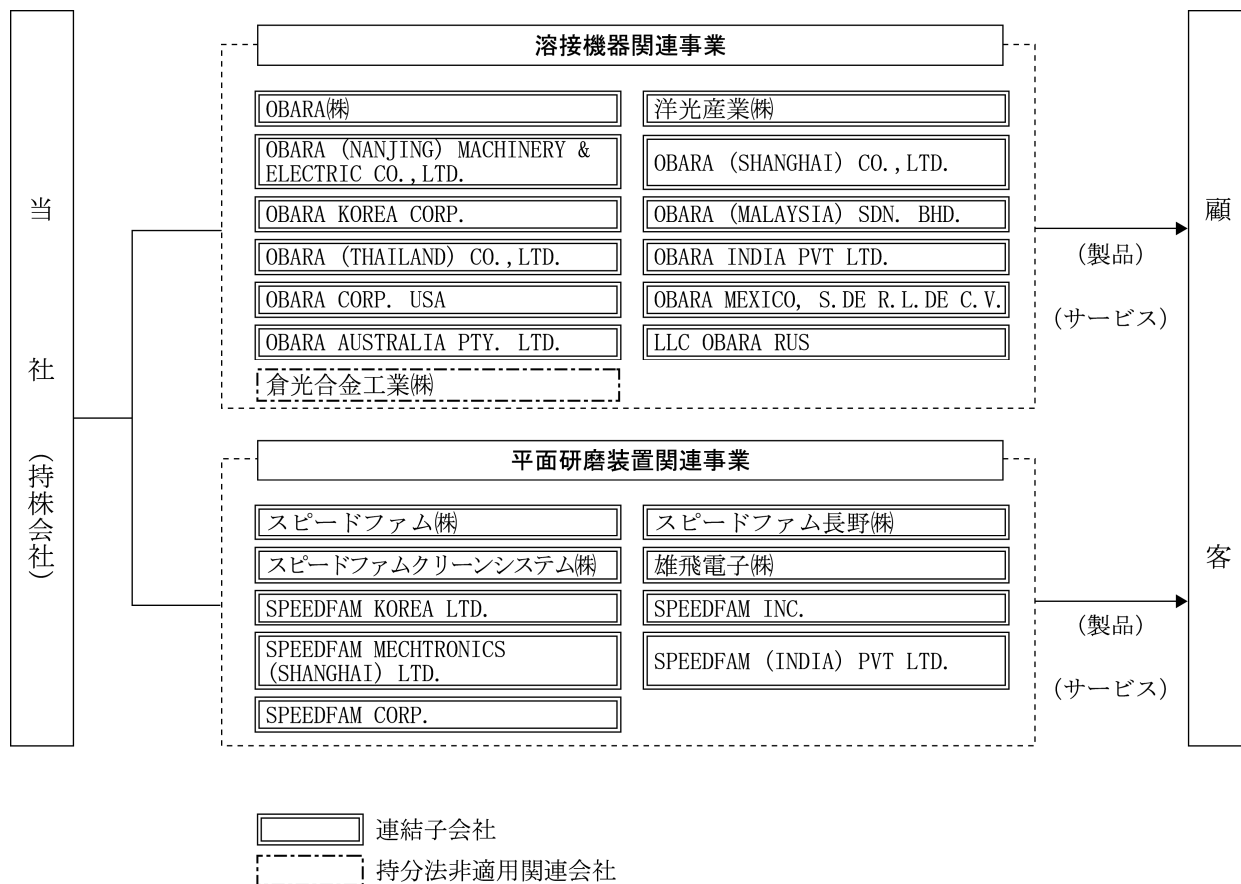 当社(持株会社)
溶接機器関連事業
OBARA㈱
洋光産業㈱
OBARA (NANJING) MACHINERY &
ELECTRIC CO.,LTD.
OBARA (SHANGHAI) CO.,LTD.
OBARA KOREA CORP.
OBARA (MALAYSIA) SDN. BHD.
OBARA (THAILAND) CO.,LTD.
OBARA INDIA PVT LTD.
OBARA CORP. USA
OBARA MEXICO, S.DE R.L.DE C.V.
OBARA AUSTRALIA PTY. LTD.
LLC OBARA RUS
倉光合金工業㈱
(製品)
(サービス)
平面研磨装置関連事業
スピードファム㈱
スピードファム長野㈱
スピードファムクリーンシステム㈱
雄飛電子㈱
SPEEDFAM KOREA LTD.
SPEEDFAM INC.
SPEEDFAM MECHTRONICS
(SHANGHAI) LTD.
SPEEDFAM (INDIA) PVT LTD.
SPEEDFAM CORP.
(製品)
(サービス)
顧客
連結子会社
持分法非適用関連会社